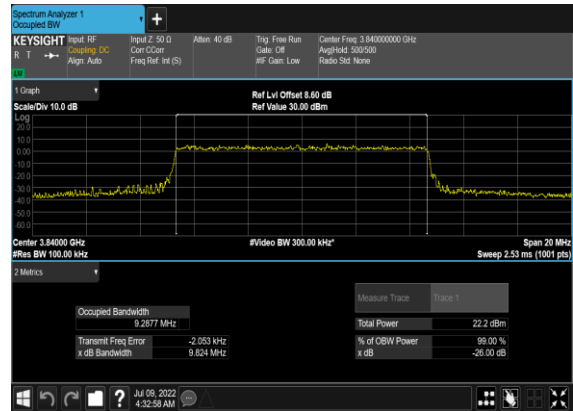 Spectrum Analyzer 1
Occupied BW
+
KEYSIGHT Input: RF Input Z: 50 Ω Atten: 40 dB Trig: Free Run Center Freq: 3.840000000 GHz
R T Coupling: DC Corr CCorr Gate: Off Avg|Hold: 500/500
Align: Auto Freq Ref: Int (S) #IF Gain: Low Radio Std: None
1 Graph
Ref Lvl Offset 8.60 dB
Scale/Div 10.0 dB Ref Value 30.00 dBm
Log
20.0
10.0
0.00
-10.0
-20.0
-30.0
-40.0
-50.0
-60.0
Center 3.84000 GHz #Video BW 300.00 kHz* Span 20 MHz
#Res BW 100.00 kHz Sweep 2.53 ms (1001 pts)
2 Metrics
Measure Trace Trace 1
Occupied Bandwidth
9.2877 MHz Total Power 22.2 dBm
Transmit Freq Error -2.053 kHz % of OBW Power 99.00 %
x dB Bandwidth 9.824 MHz x dB -26.00 dB
? Jul 09, 2022
4:32:58 AM